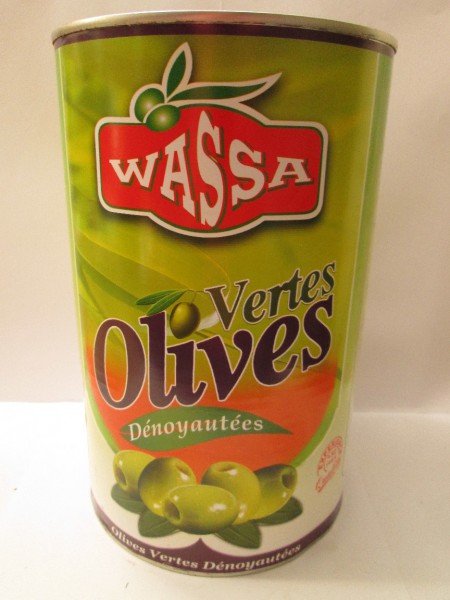 WASSA
Vertes
Olives
Dénoyautées
Olives Vertes Dénoyautées